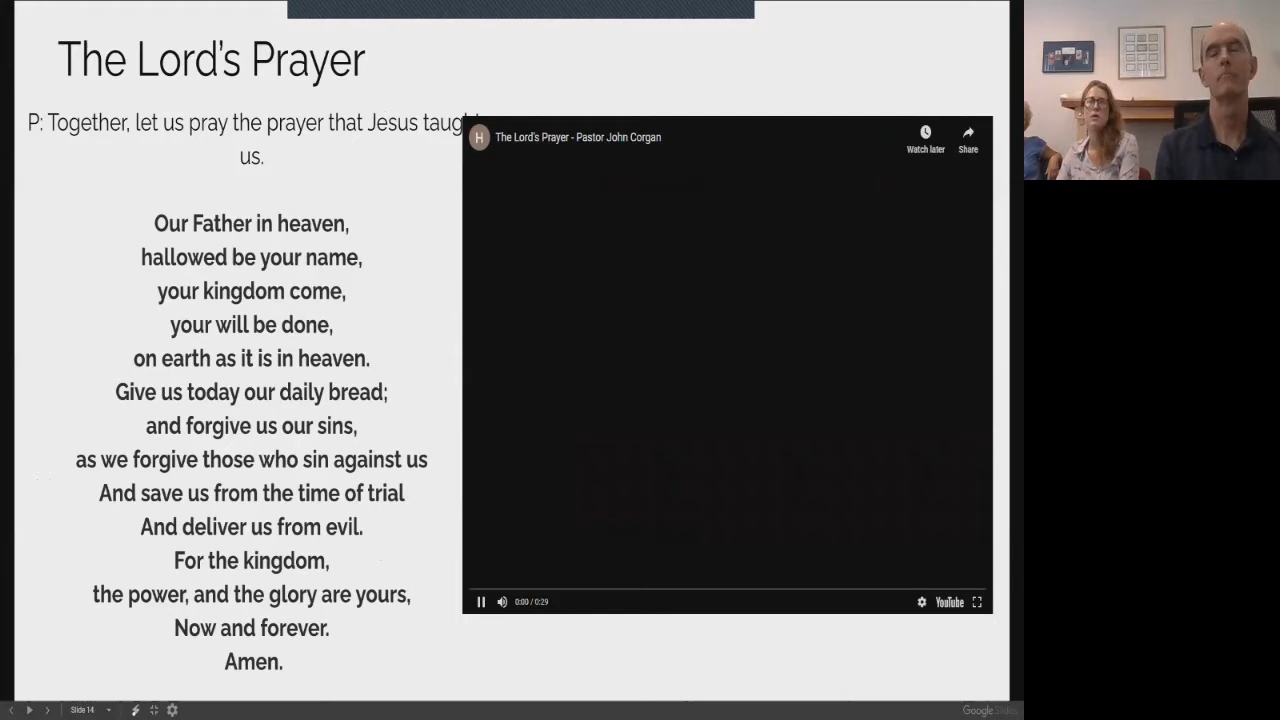 The Lord's Prayer
P: Together, let us pray the prayer that Jesus taught
us.
Our Father in heaven,
hallowed be your name,
your kingdom come,
your will be done,
on earth as it is in heaven.
Give us today our daily bread;
and forgive us our sins,
as we forgive those who sin against us
And save us from the time of trial
And deliver us from evil.
For the kingdom,
the power, and the glory are yours,
Now and forever.
Amen.
H
The Lord's Prayer - Pastor John Corgan
Watch later
Share
0:00 / 0:29
YouTube
Slide 14
Google Slides